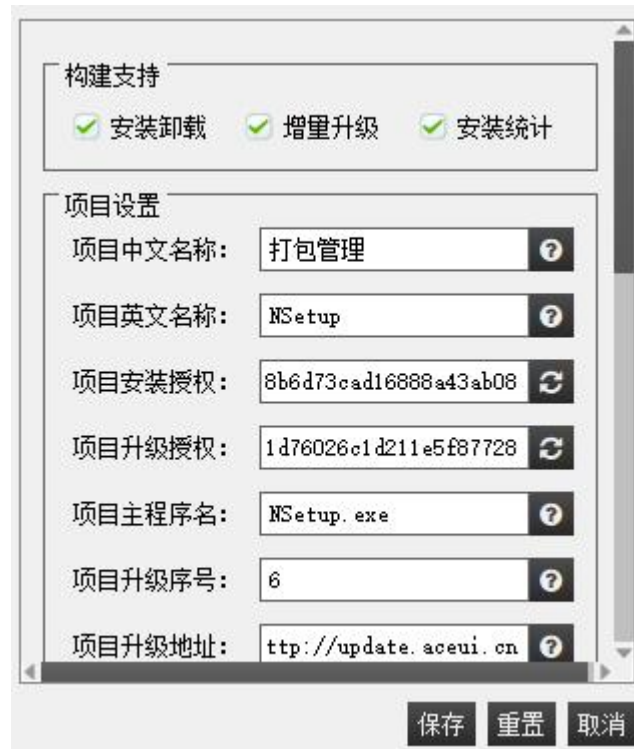 构建支持
安装卸载 增量升级 安装统计
项目设置
项目中文名称: 打包管理
项目英文名称: NSetup
项目安装授权: 8b6d73cad16888a43ab08
项目升级授权: 1d76026c1d211e5f87728
项目主程序名: NSetup.exe
项目升级序号: 6
项目升级地址: ttp://update.aceui.cn
保存 重置 取消